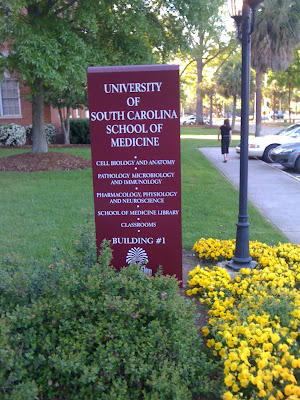 UNIVERSITY
OF
SOUTH CAROLINA
SCHOOL OF
MEDICINE
CELL BIOLOGY AND ANATOMY
PATHOLOGY, MICROBIOLOGY
AND IMMUNOLOGY
PHARMACOLOGY, PHYSIOLOGY
AND NEUROSCIENCE
SCHOOL OF MEDICINE LIBRARY
CLASSROOMS
BUILDING #1